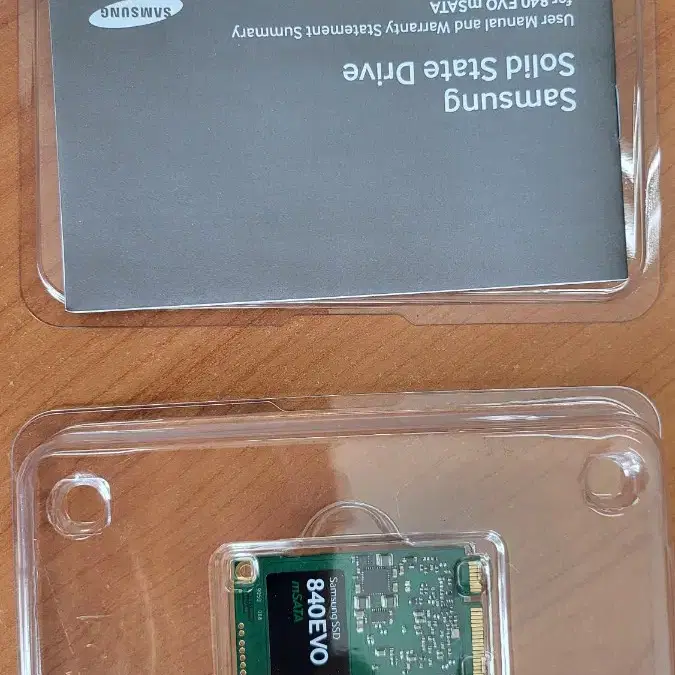 Samsung
Solid State Drive
User Manual and Warranty Statement Summary
for 840 EVO mSATA
SAMSUNG
Samsung SSD
840EVO
mSATA